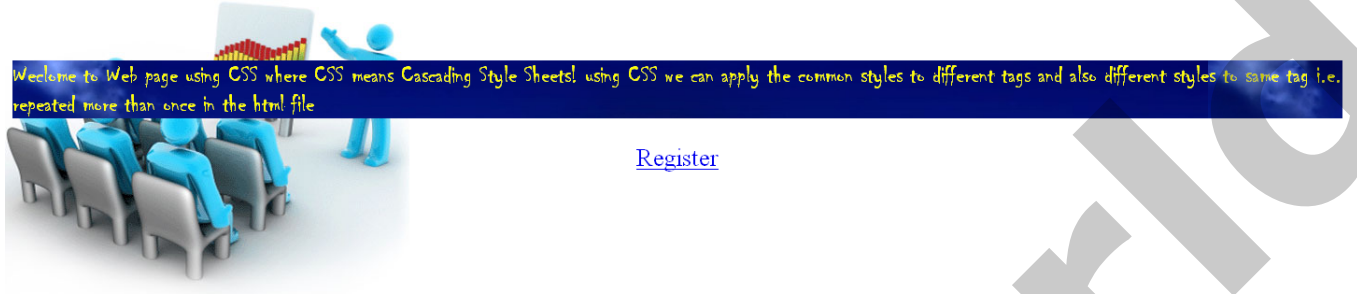 Weclome to Web page using CSS where CSS means Cascading Style Sheets! using CSS we can apply the common styles to different tags and also different styles to same tag i.e.
repeated more than once in the html file
Register